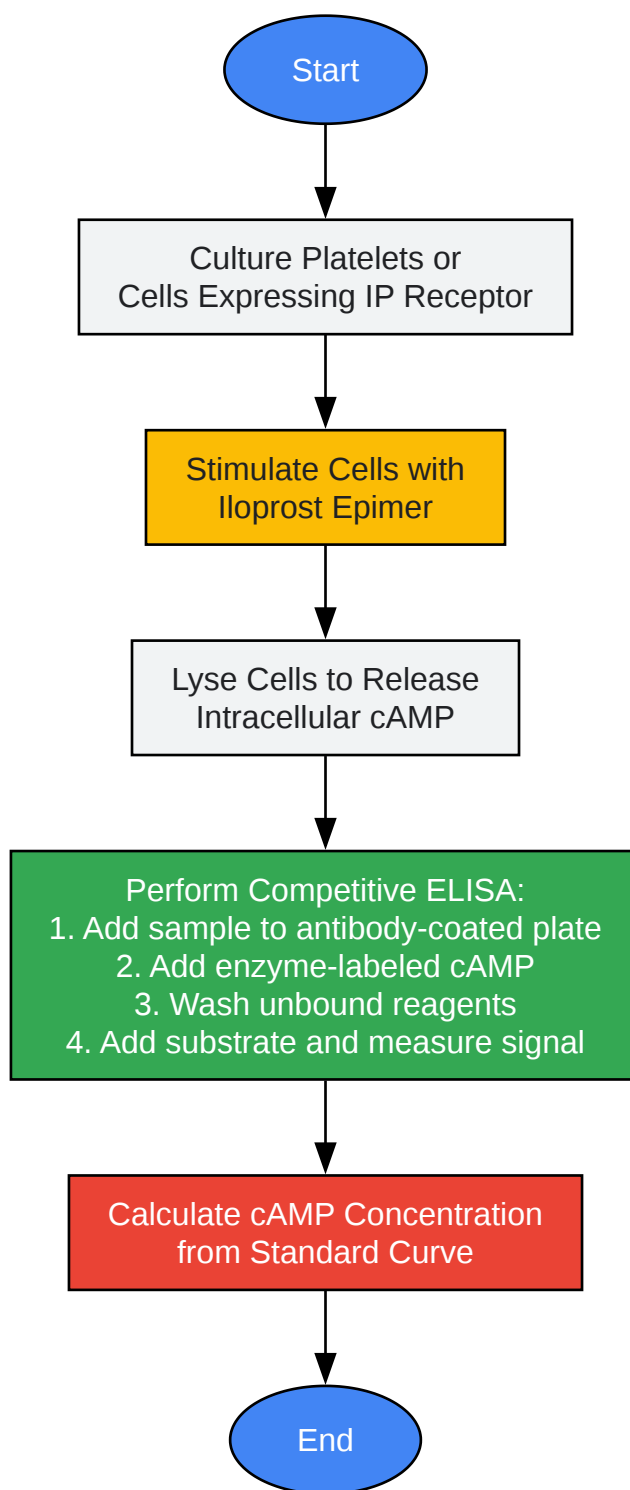 Start
Culture Platelets or
Cells Expressing IP Receptor
Stimulate Cells with
Iloprost Epimer
Lyse Cells to Release
Intracellular cAMP
Perform Competitive ELISA:
1. Add sample to antibody-coated plate
2. Add enzyme-labeled cAMP
3. Wash unbound reagents
4. Add substrate and measure signal
Calculate cAMP Concentration
from Standard Curve
End